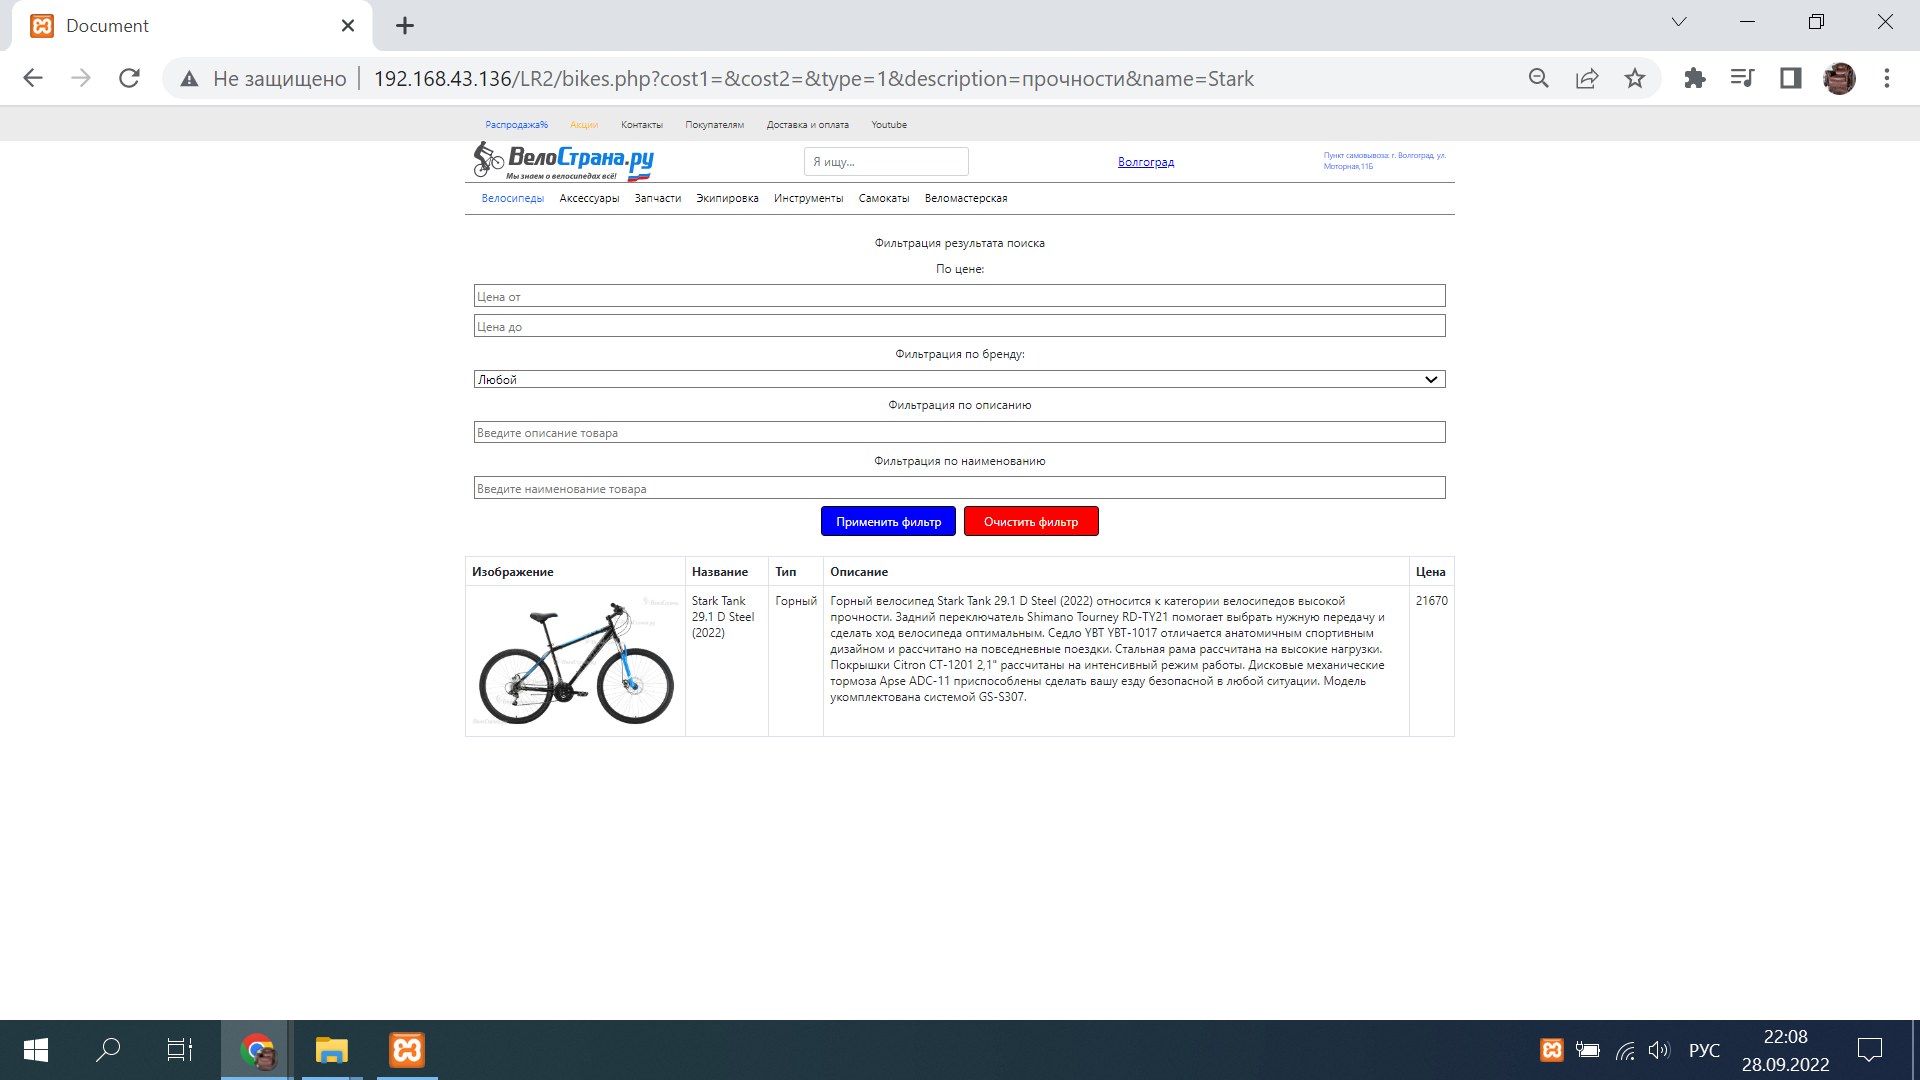 Document
Не защищено
192.168.43.136/LR2/bikes.php?cost1=&cost2=&type=1&description=прочности&name=Stark
Распродажа% Акции Контакты Покупателям Доставка и оплата Youtube
ВелоСтрана.ру
Мы знаем о велосипедах всё!
Я ищу...
Волгоград
Пункт самовывоза: г. Волгоград, ул.
Моторная,11Б
Велосипеды Аксессуары Запчасти Экипировка Инструменты Самокаты Веломастерская
Фильтрация результата поиска
По цене:
Цена от
Цена до
Фильтрация по бренду:
Любой
Фильтрация по описанию
Введите описание товара
Фильтрация по наименованию
Введите наименование товара
Применить фильтр Очистить фильтр
Изображение Название Тип Описание Цена
Stark Tank
29.1 D Steel
(2022)
Горный
Горный велосипед Stark Tank 29.1 D Steel (2022) относится к категории велосипедов высокой
прочности. Задний переключатель Shimano Tourney RD-TY21 помогает выбрать нужную передачу и
сделать ход велосипеда оптимальным. Седло YBT YBT-1017 отличается анатомичным спортивным
дизайном и рассчитано на повседневные поездки. Стальная рама рассчитана на высокие нагрузки.
Покрышки Citron CT-1201 2,1" рассчитаны на интенсивный режим работы. Дисковые механические
тормоза Apse ADC-11 приспособлены сделать вашу езду безопасной в любой ситуации. Модель
укомплектована системой GS-S307.
21670
РУС
22:08
28.09.2022